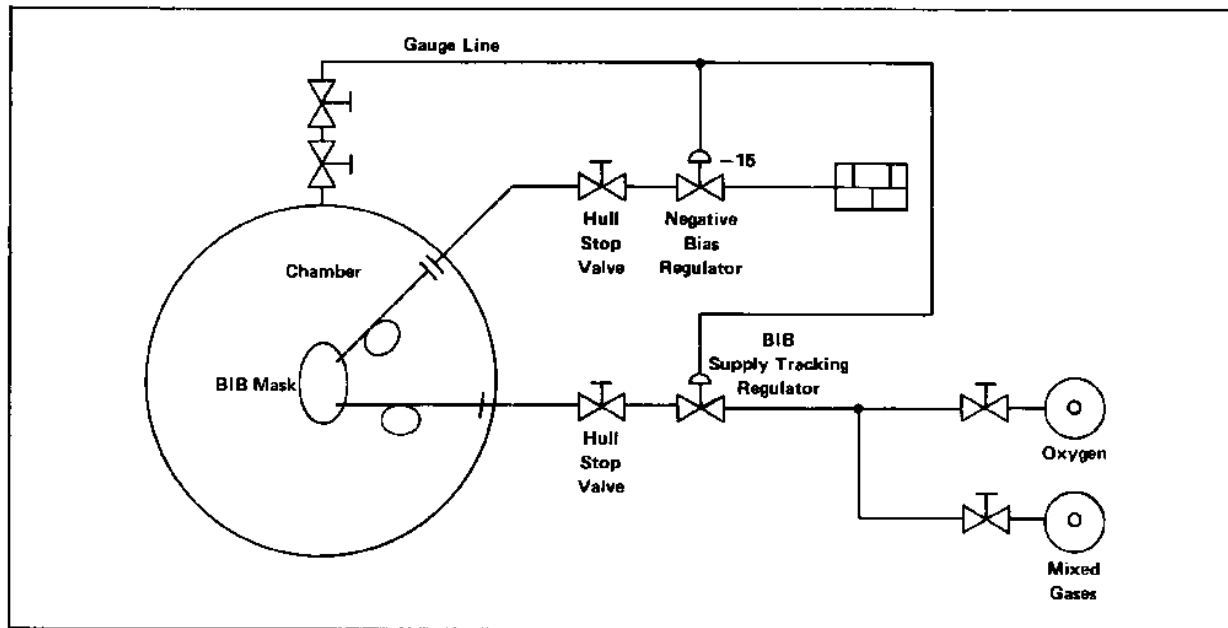 Gauge Line
−15
Hull
Stop
Valve
Negative
Bias
Regulator
Chamber
BIB Mask
BIB
Supply Tracking
Regulator
Hull
Stop
Valve
Oxygen
Mixed
Gases